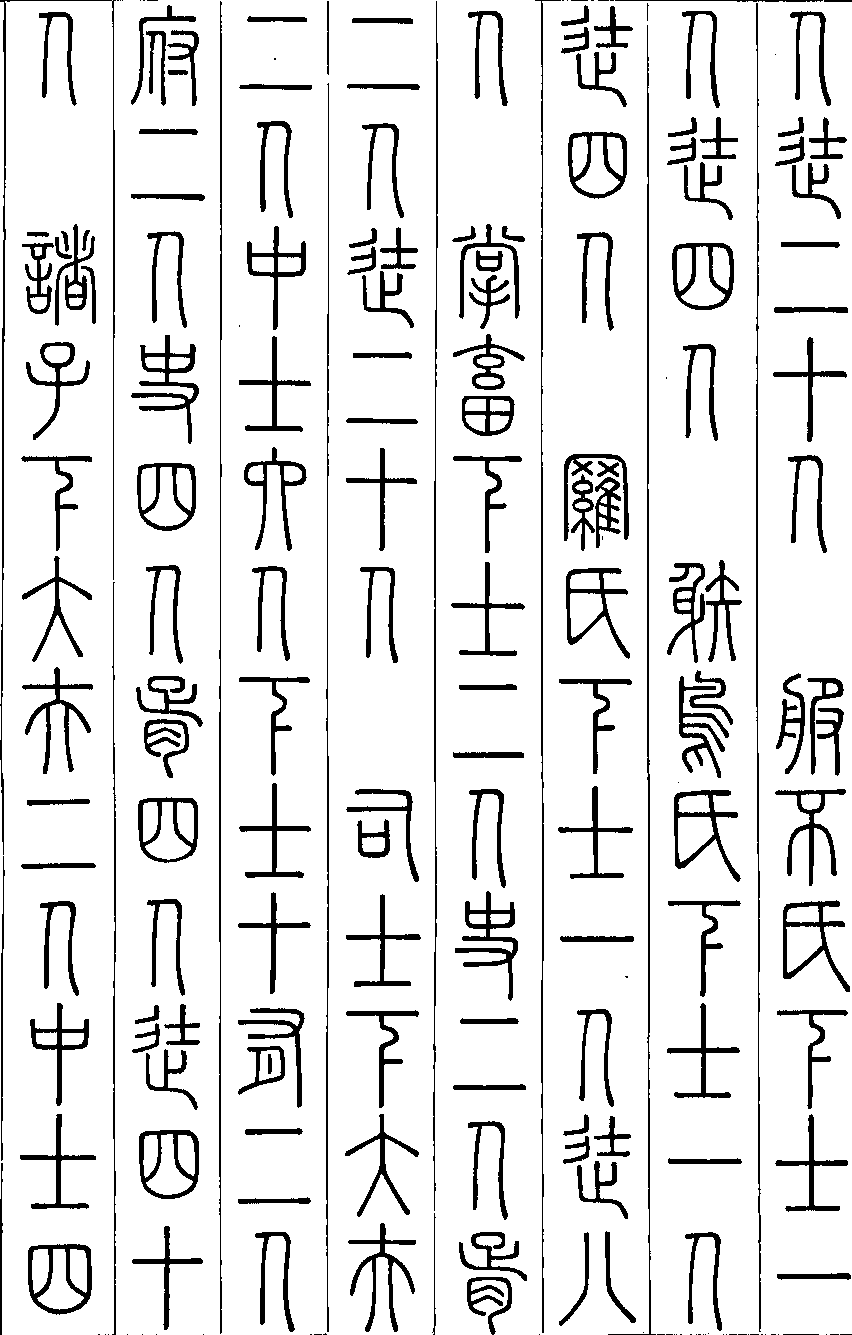 人徒二十人　服不氏下士一
人徒四人　射鳥氏下士一人
徒四人　羅氏下士一人徒八
人　掌畜下士二人史二人胥
二人徒二十人　司士下大夫
二人中士六人下士十有二人
府二人史四人胥四人徒四十
人　諸子下大夫二人中士四